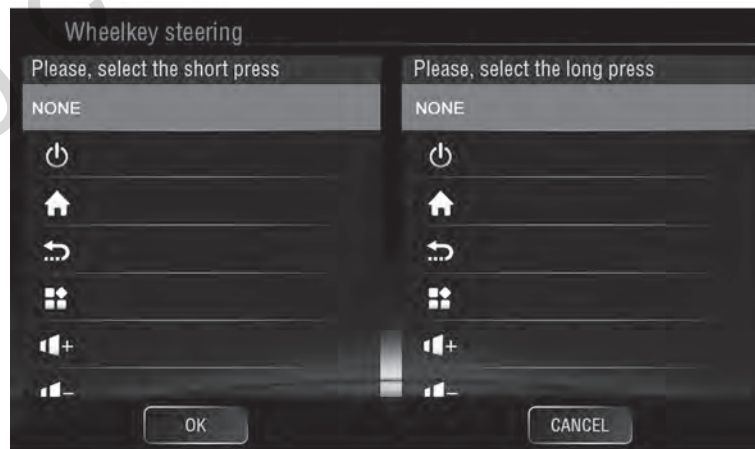 Wheelkey steering
Please, select the short press
Please, select the long press
NONE
NONE
+
+
-
-
OK
CANCEL